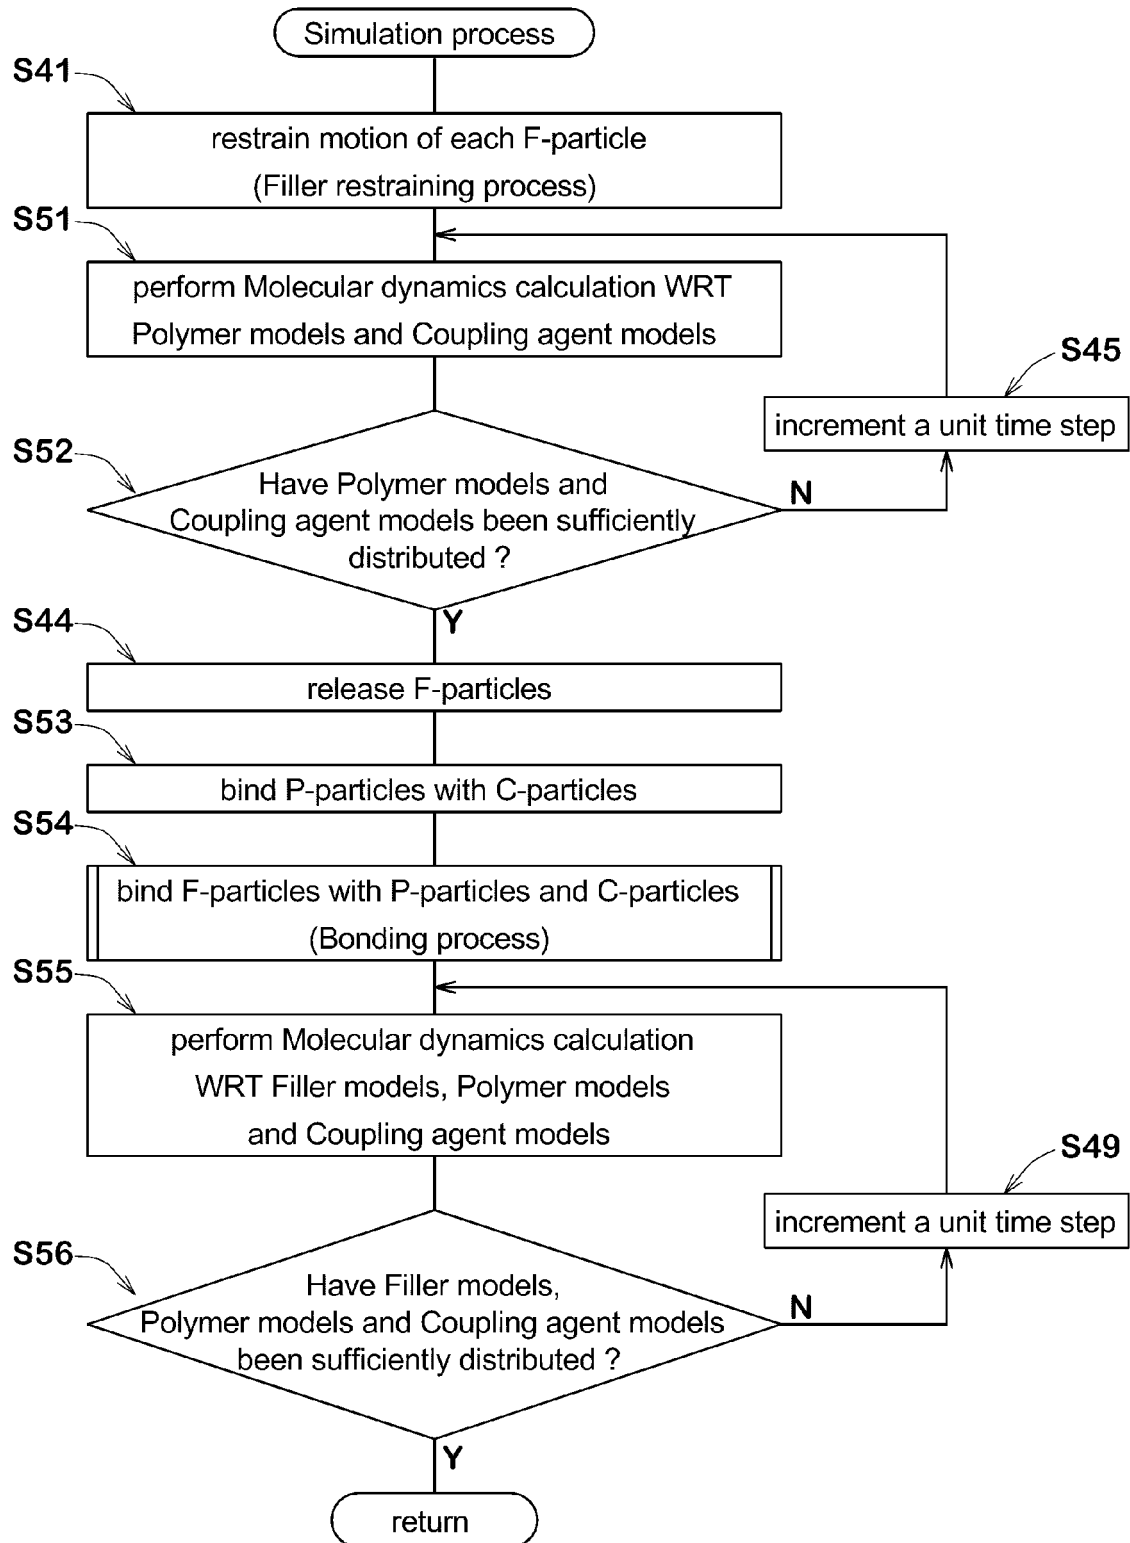 Simulation process
S41
restrain motion of each F-particle
(Filler restraining process)
S51
perform Molecular dynamics calculation WRT
Polymer models and Coupling agent models
S45
increment a unit time step
S52
Have Polymer models and
Coupling agent models been sufficiently
distributed ?
N
Y
S44
release F-particles
S53
bind P-particles with C-particles
S54
bind F-particles with P-particles and C-particles
(Bonding process)
S55
perform Molecular dynamics calculation
WRT Filler models, Polymer models
and Coupling agent models
S49
increment a unit time step
S56
Have Filler models,
Polymer models and Coupling agent models
been sufficiently distributed ?
N
Y
return